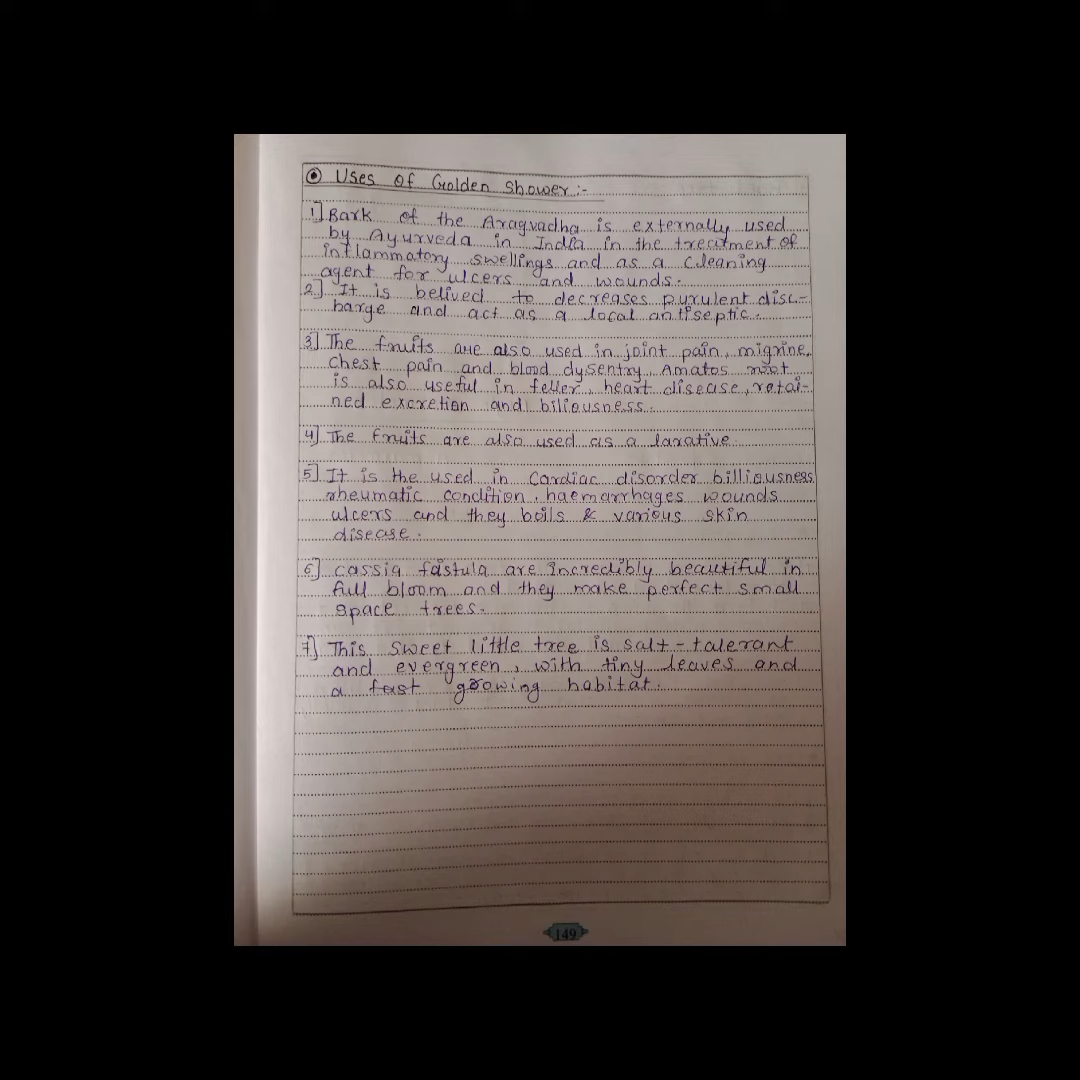 Uses of Golden Shower :-
1] Bark of the Aragvadha is externally used
by Ayurveda in India in the treatment of
inflammatory swellings and as a cleaning
agent for ulcers and wounds.
2] It is belived to decreases purulent disc-
harge and act as a local antiseptic.
3] The fruits are also used in joint pain, migrine,
chest pain and blood dysentry. Amatos
is also useful in fever, heart disease, retai-
ned excretion and biliousness.
4] The fruits are also used as a laxative.
5] It is the used in Cardiac disorder billiousness
rheumatic condition, haemarrhages wounds
ulcers and they boils & various skin
disease.
6] cassia fastula are incredibly beautiful in
full bloom and they make perfect small
space trees.
7] This sweet little tree is salt-talerant
and evergreen, with tiny leaves and
a fast growing habitat.
149